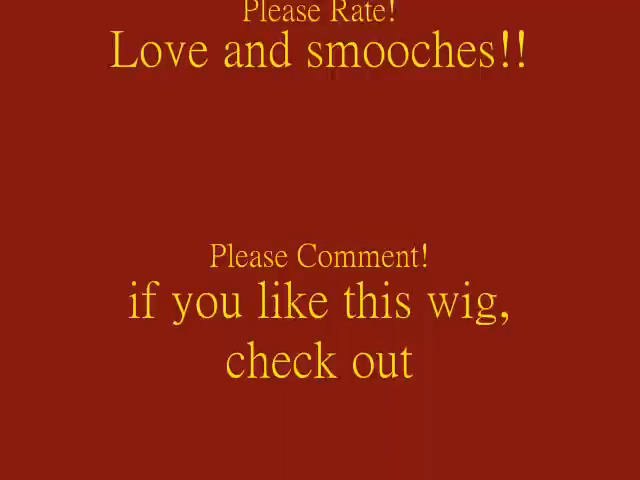 Please Rate!
Love and smooches!!
Please Comment!
if you like this wig,
check out